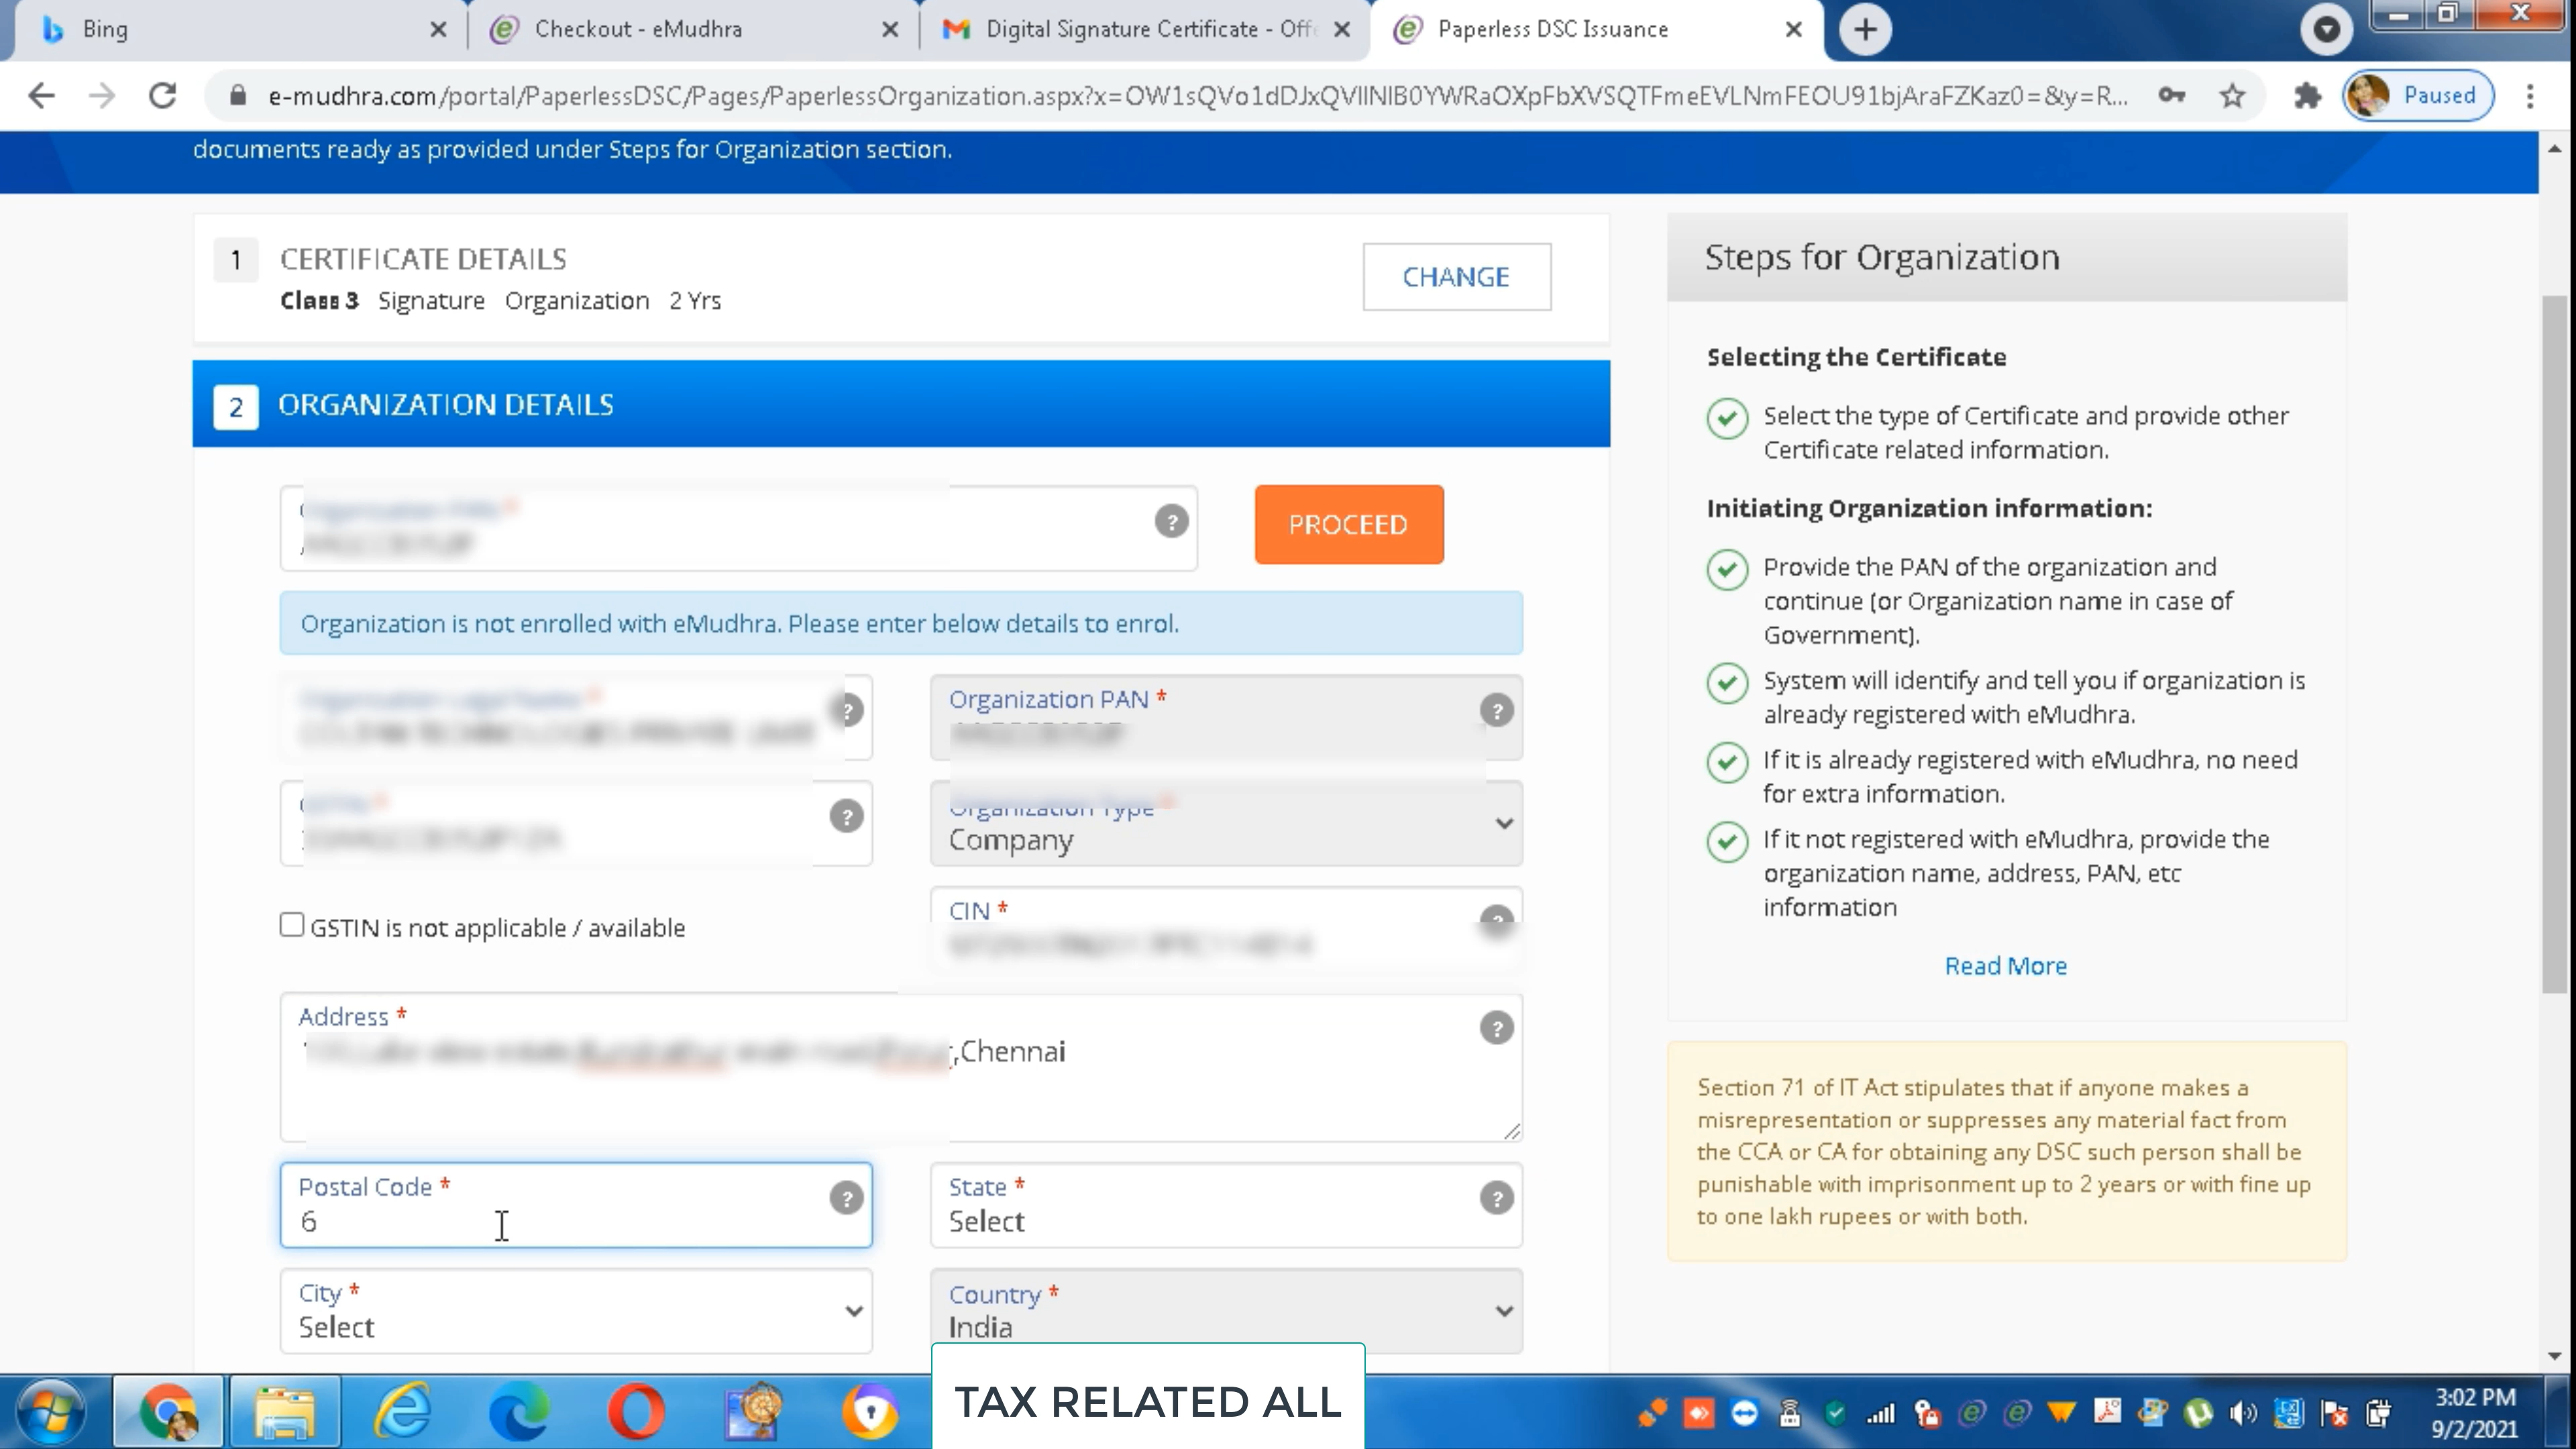 Bing
Checkout - eMudhra
Digital Signature Certificate - Offe
Paperless DSC Issuance
e-mudhra.com/portal/PaperlessDSC/Pages/PaperlessOrganization.aspx?x=OW1sQVo1dDJxQVlINlB0YWRaOXpFbXVSQTFmeEVLNmFEOU91bjAraFZKaz0=&y=R...
Paused
documents ready as provided under Steps for Organization section.
1 CERTIFICATE DETAILS
Class 3 Signature Organization 2 Yrs
CHANGE
2 ORGANIZATION DETAILS
PROCEED
Organization is not enrolled with eMudhra. Please enter below details to enrol.
Organization PAN *
Organization Type *
Company
GSTIN is not applicable / available
CIN *
Address *
,Chennai
Postal Code *
6
State *
Select
City *
Select
Country *
India
Steps for Organization
Selecting the Certificate
Select the type of Certificate and provide other
Certificate related information.
Initiating Organization information:
Provide the PAN of the organization and
continue (or Organization name in case of
Government).
System will identify and tell you if organization is
already registered with eMudhra.
If it is already registered with eMudhra, no need
for extra information.
If it not registered with eMudhra, provide the
organization name, address, PAN, etc
information
Read More
Section 71 of IT Act stipulates that if anyone makes a
misrepresentation or suppresses any material fact from
the CCA or CA for obtaining any DSC such person shall be
punishable with imprisonment up to 2 years or with fine up
to one lakh rupees or with both.
TAX RELATED ALL
3:02 PM
9/2/2021